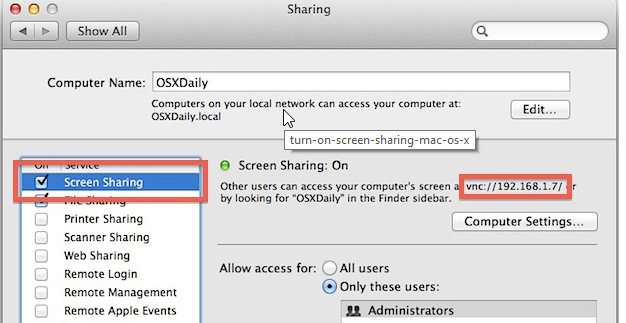 Sharing
Show All
Computer Name: OSXDaily
Computers on your local network can access your computer at:
OSXDaily.local
Edit...
turn-on-screen-sharing-mac-os-x
On Service
Screen Sharing
File Sharing
Printer Sharing
Scanner Sharing
Web Sharing
Remote Login
Remote Management
Remote Apple Events
Screen Sharing: On
Other users can access your computer's screen a vnc://192.168.1.7/ or
by looking for “OSXDaily” in the Finder sidebar.
Computer Settings...
Allow access for: All users
Only these users:
Administrators